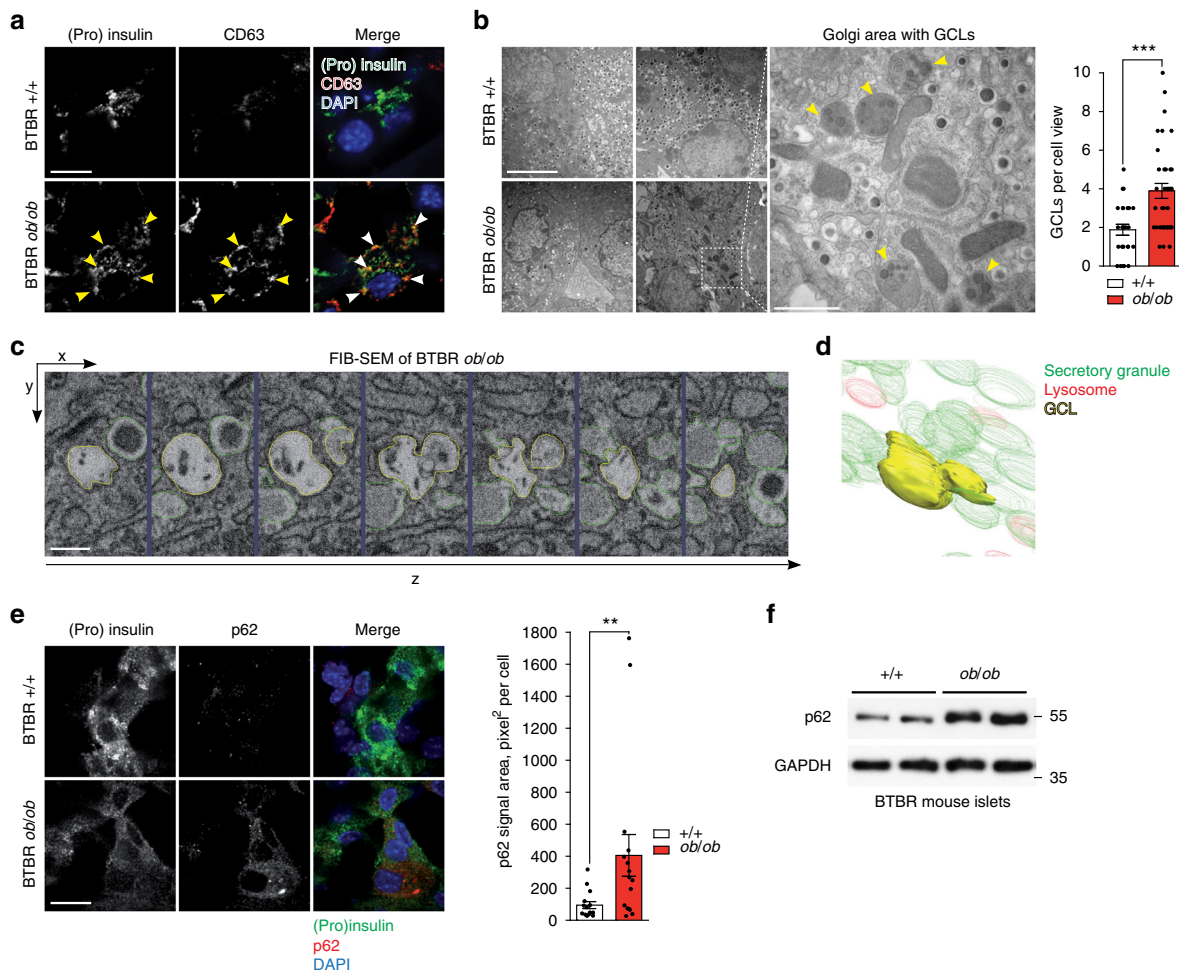 a
(Pro) insulin
CD63
Merge
BTBR +/+
(Pro) insulin
CD63
DAPI
BTBR ob/ob
b
Golgi area with GCLs
BTBR +/+
BTBR ob/ob
***
GCLs per cell view
10
8
6
4
2
0
+/+
ob/ob
c
x
y
FIB-SEM of BTBR ob/ob
z
d
Secretory granule
Lysosome
GCL
e
(Pro) insulin
p62
Merge
BTBR +/+
BTBR ob/ob
(Pro)insulin
p62
DAPI
**
p62 signal area, pixel² per cell
1800
1600
1400
1200
1000
800
600
400
200
0
+/+
ob/ob
f
+/+
ob/ob
p62
55
GAPDH
35
BTBR mouse islets